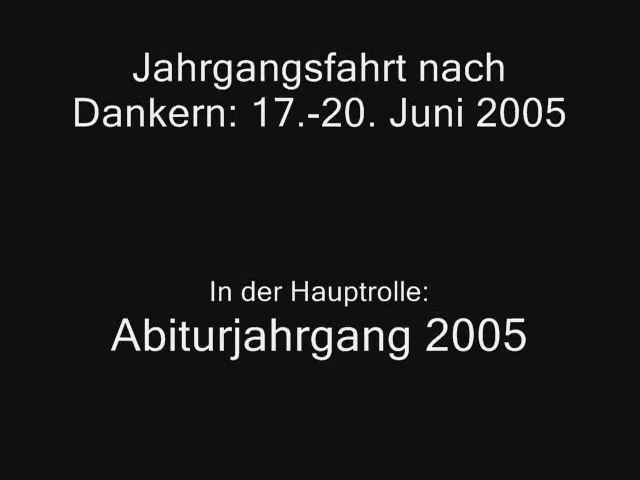 Jahrgangsfahrt nach
Dankern: 17.-20. Juni 2005
In der Hauptrolle:
Abiturjahrgang 2005